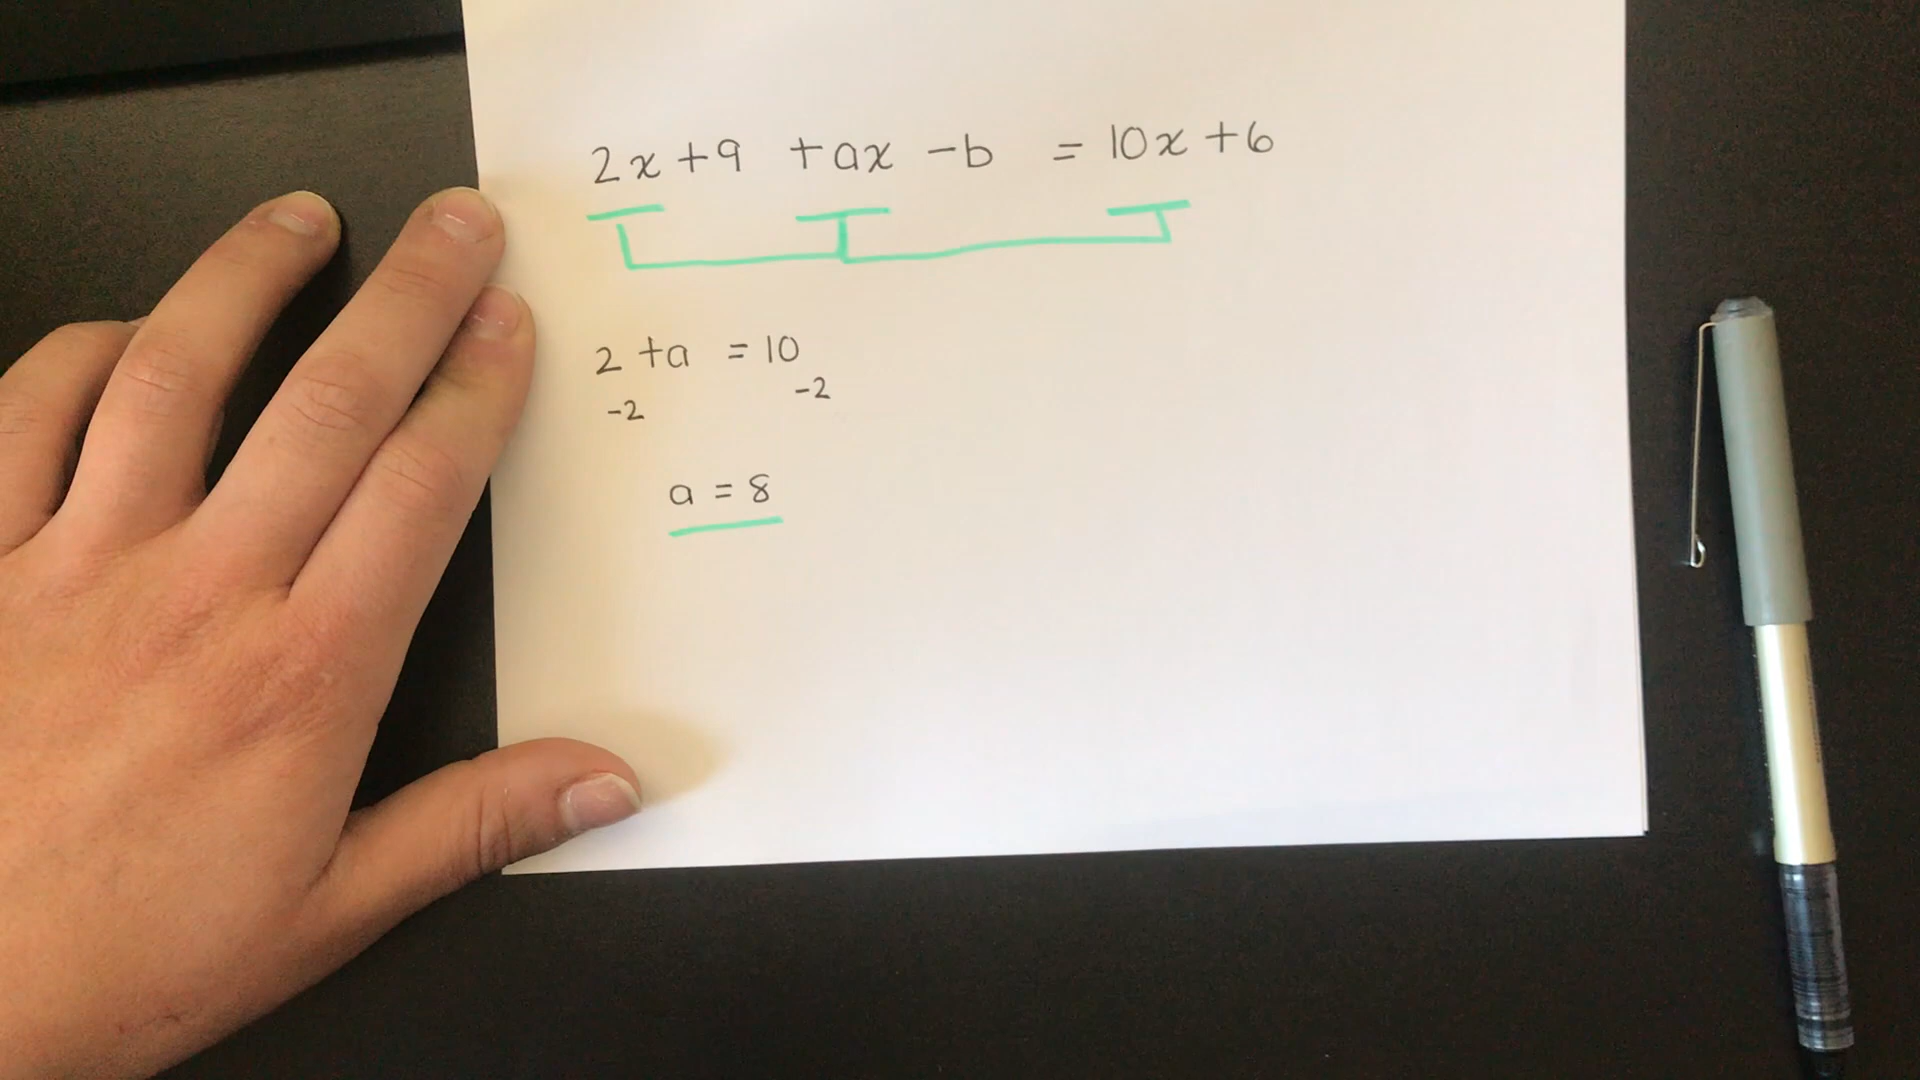 2x +9 +ax -b = 10x +6
2 +a = 10
-2 -2
a = 8